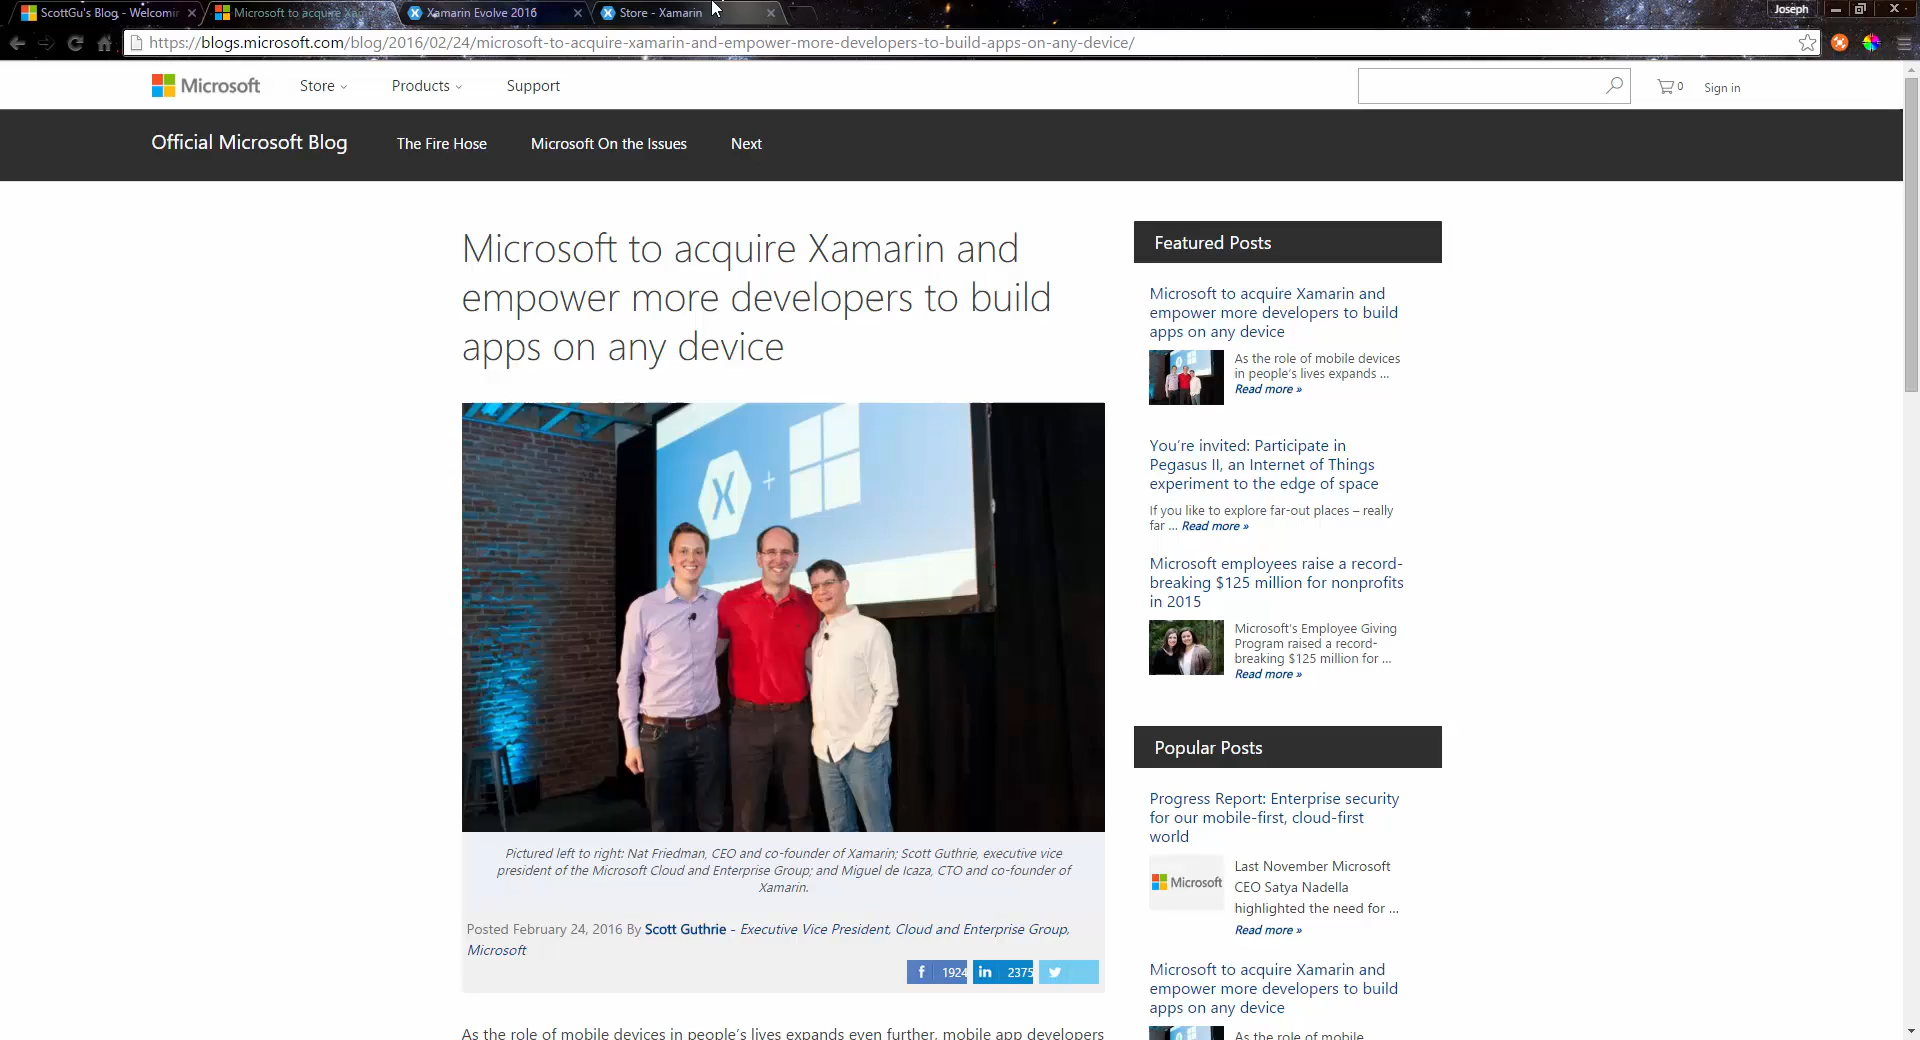 ScottGu's Blog - Welcomin
Microsoft to acquire Xam
Xamarin Evolve 2016
Store - Xamarin
Joseph
https://blogs.microsoft.com/blog/2016/02/24/microsoft-to-acquire-xamarin-and-empower-more-developers-to-build-apps-on-any-device/
Microsoft
Store
Products
Support
0
Sign in
Official Microsoft Blog
The Fire Hose
Microsoft On the Issues
Next
Microsoft to acquire Xamarin and
empower more developers to build
apps on any device
X +
Pictured left to right: Nat Friedman, CEO and co-founder of Xamarin; Scott Guthrie, executive vice
president of the Microsoft Cloud and Enterprise Group; and Miguel de Icaza, CTO and co-founder of
Xamarin.
Posted February 24, 2016 By Scott Guthrie - Executive Vice President, Cloud and Enterprise Group,
Microsoft
f 1924 in 2375
As the role of mobile devices in people's lives expands even further, mobile app developers
Featured Posts
Microsoft to acquire Xamarin and
empower more developers to build
apps on any device
As the role of mobile devices
in people's lives expands ...
Read more »
You're invited: Participate in
Pegasus II, an Internet of Things
experiment to the edge of space
If you like to explore far-out places – really
far ... Read more »
Microsoft employees raise a record-
breaking $125 million for nonprofits
in 2015
Microsoft's Employee Giving
Program raised a record-
breaking $125 million for ...
Read more »
Popular Posts
Progress Report: Enterprise security
for our mobile-first, cloud-first
world
Microsoft
Last November Microsoft
CEO Satya Nadella
highlighted the need for ...
Read more »
Microsoft to acquire Xamarin and
empower more developers to build
apps on any device
As the role of mobile